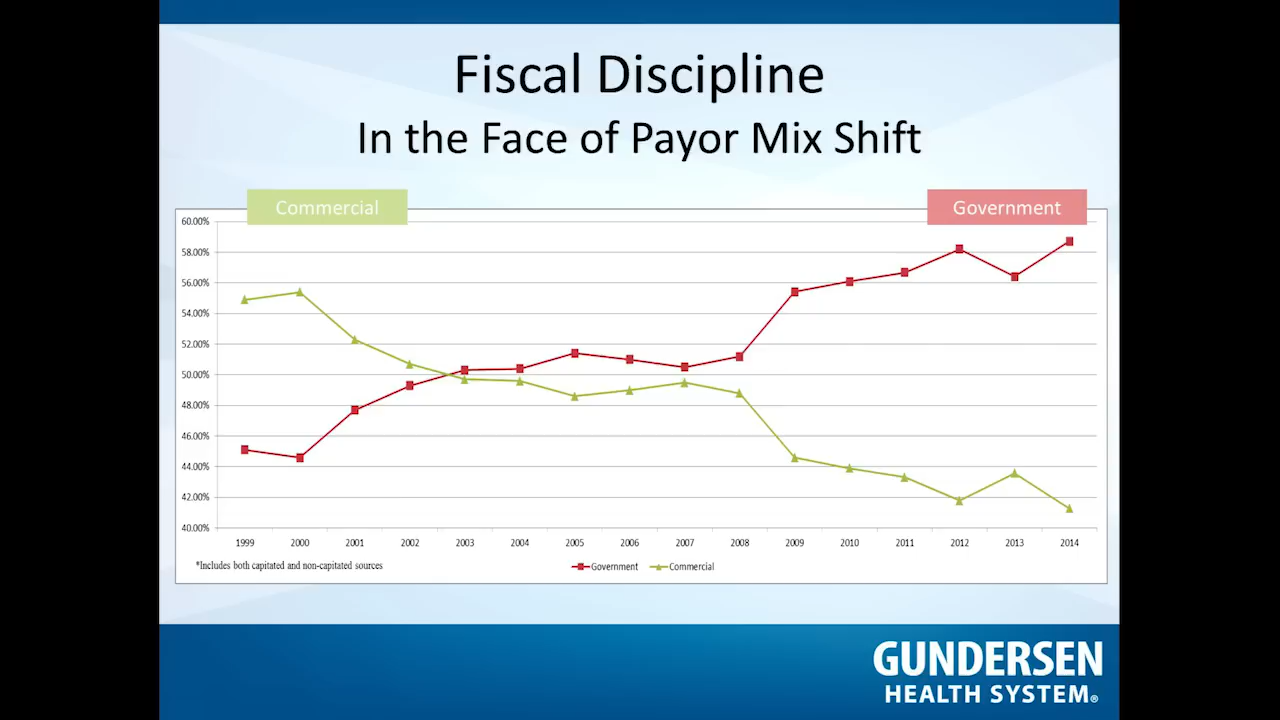 Fiscal Discipline
In the Face of Payor Mix Shift
Commercial
Government
60.00%
58.00%
56.00%
54.00%
52.00%
50.00%
48.00%
46.00%
44.00%
42.00%
40.00%
1999 2000 2001 2002 2003 2004 2005 2006 2007 2008 2009 2010 2011 2012 2013 2014
*Includes both capitated and non-capitated sources
Government Commercial
GUNDERSEN
HEALTH SYSTEM®